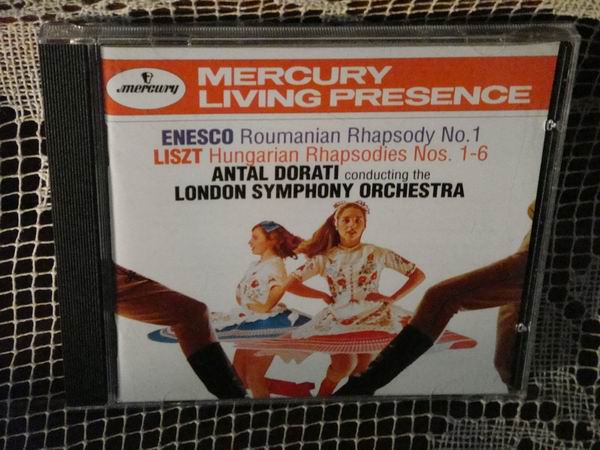 mercury
MERCURY
LIVING PRESENCE
ENESCO Roumanian Rhapsody No.1
LISZT Hungarian Rhapsodies Nos. 1-6
ANTAL DORATI conducting the
LONDON SYMPHONY ORCHESTRA